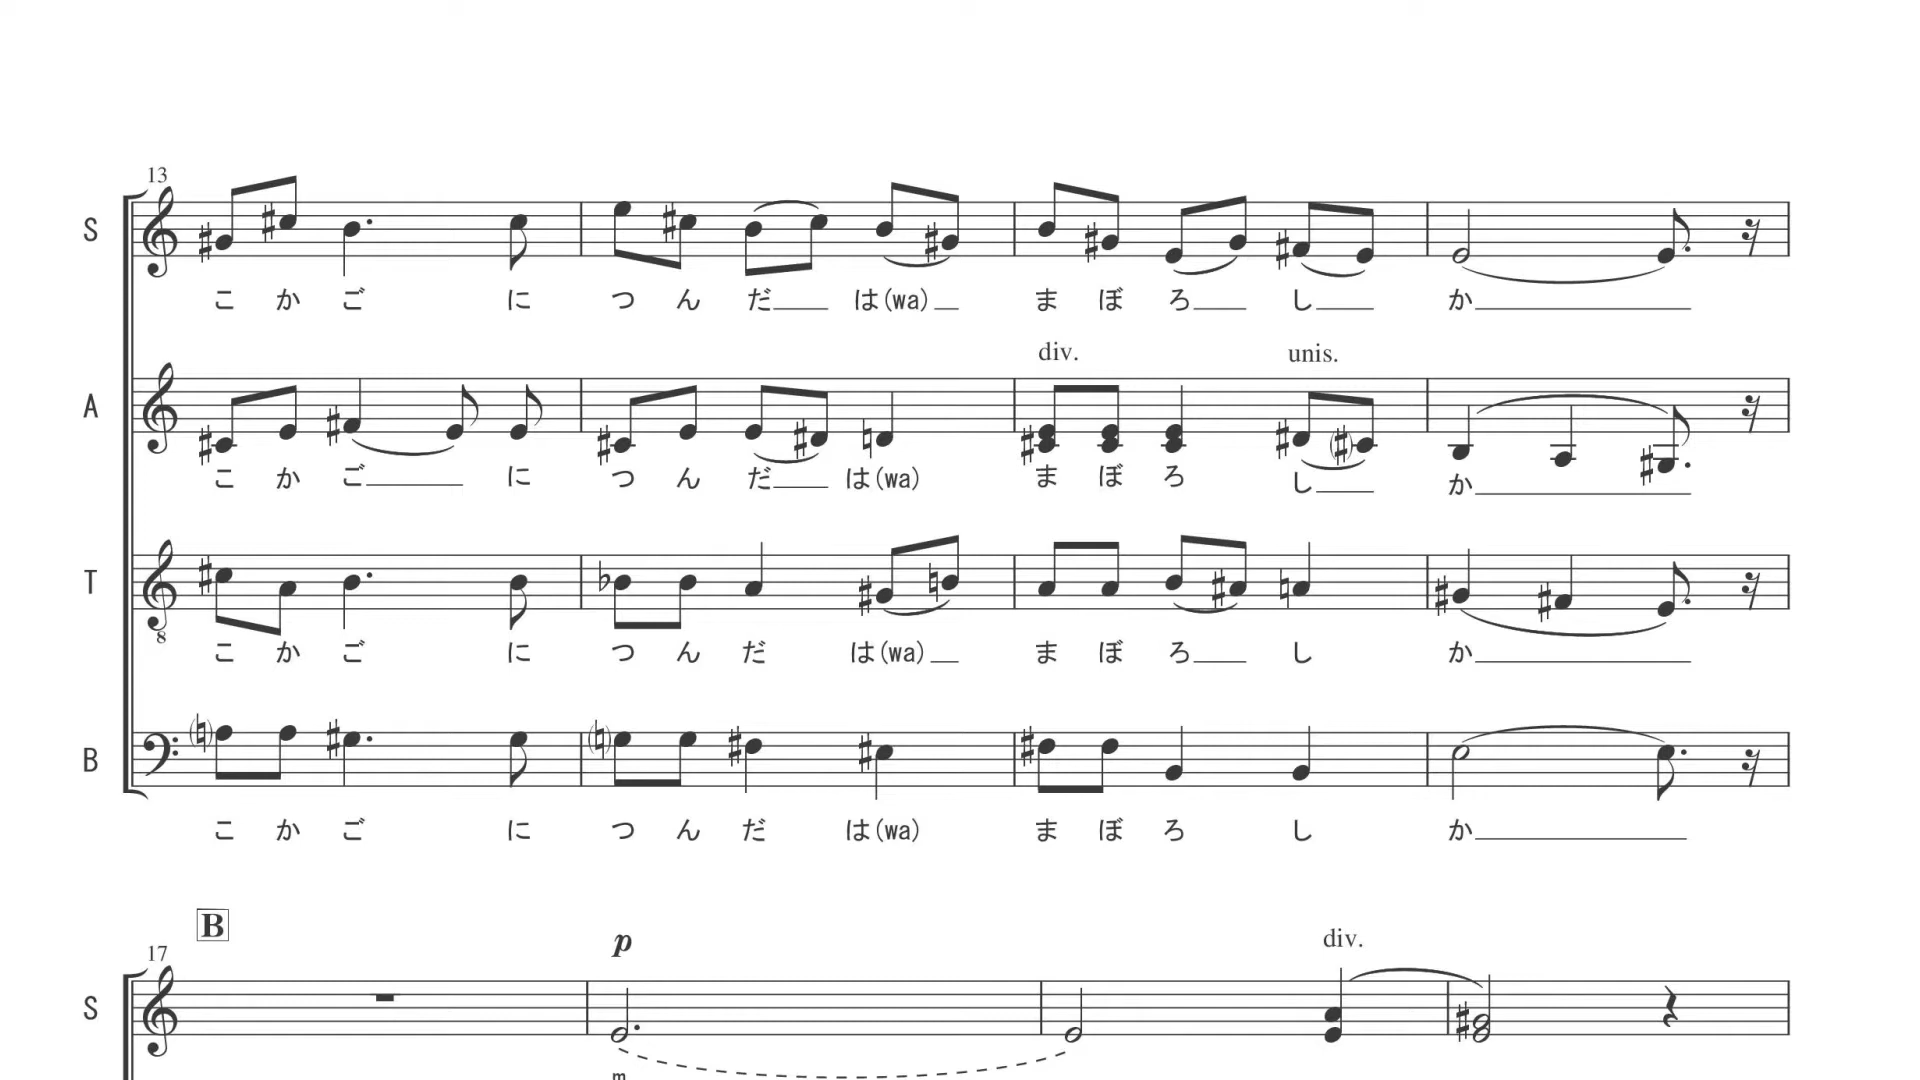 13
S
こ か ご に つ ん だ は(wa) ま ぼ ろ し か
div. unis.
A
こ か ご に つ ん だ は(wa) ま ぼ ろ し か
T
8
こ か ご に つ ん だ は(wa) ま ぼ ろ し か
B
こ か ご に つ ん だ は(wa) ま ぼ ろ し か
B
17 p div.
S
m